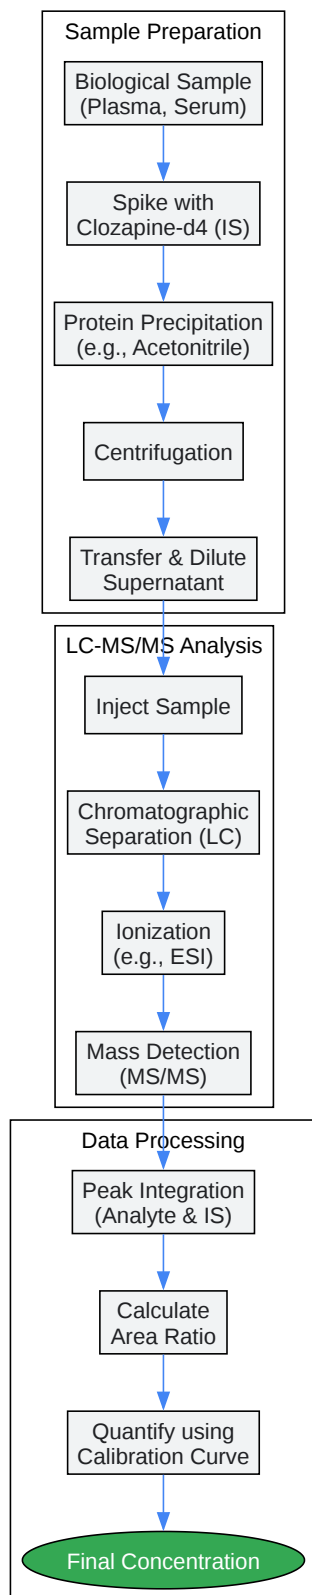 Sample Preparation
Biological Sample
(Plasma, Serum)
Spike with
Clozapine-d4 (IS)
Protein Precipitation
(e.g., Acetonitrile)
Centrifugation
Transfer & Dilute
Supernatant
LC-MS/MS Analysis
Inject Sample
Chromatographic
Separation (LC)
Ionization
(e.g., ESI)
Mass Detection
(MS/MS)
Data Processing
Peak Integration
(Analyte & IS)
Calculate
Area Ratio
Quantify using
Calibration Curve
Final Concentration